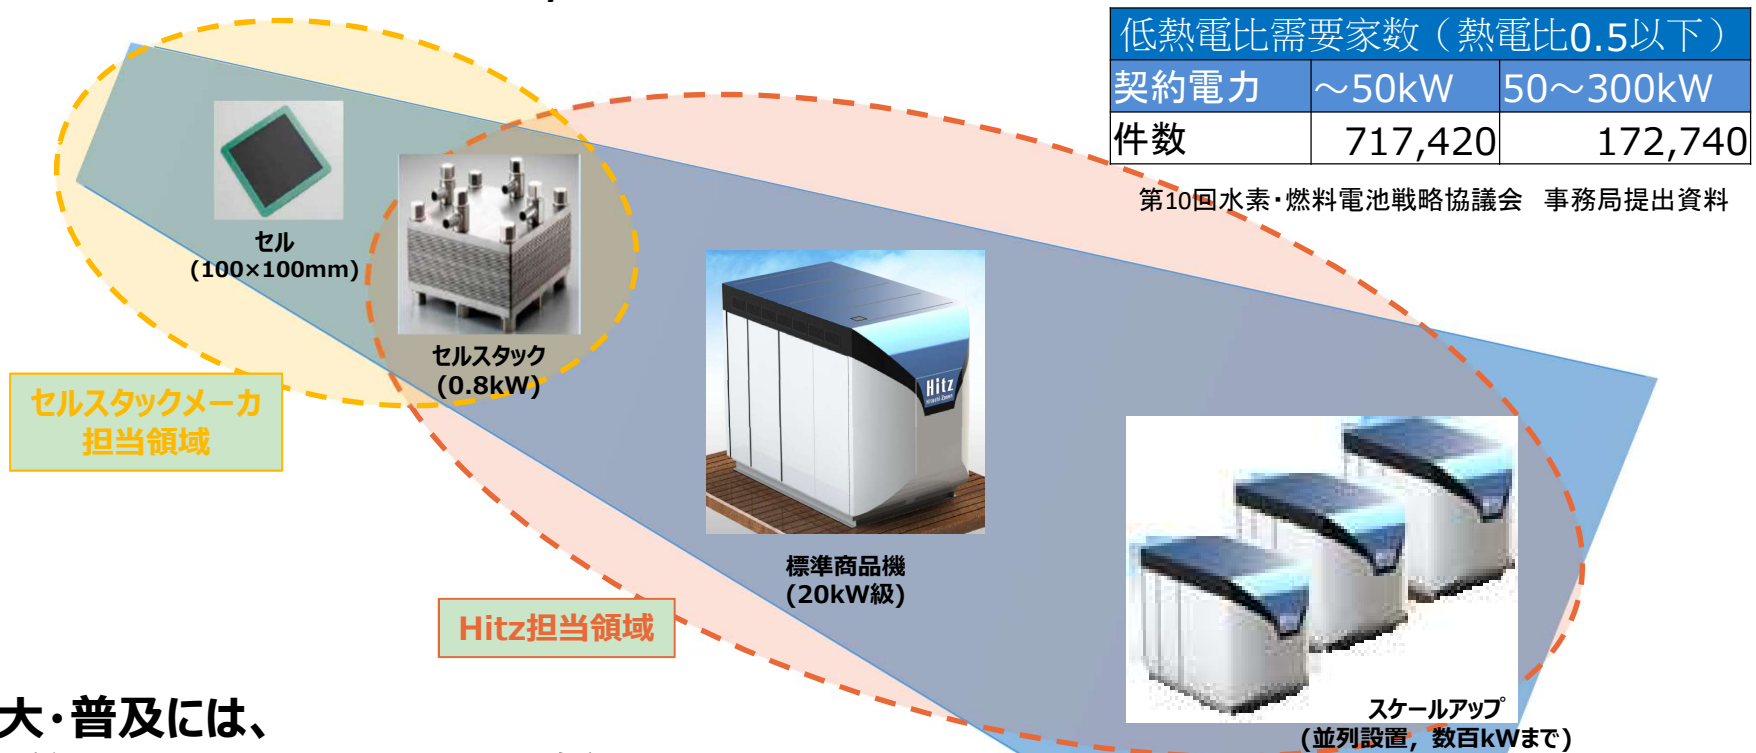 低熱電比需要家数（熱電比0.5以下）
契約電力 ～50kW 50～300kW
件数 717,420 172,740
第10回水素・燃料電池戦略協議会　事務局提出資料
セル
(100×100mm)
セルスタック
(0.8kW)
セルスタックメーカ
担当領域
Hitz
Hitachi Zosen
標準商品機
(20kW級)
Hitz担当領域
スケールアップ
(並列設置，数百kWまで)
大・普及には、